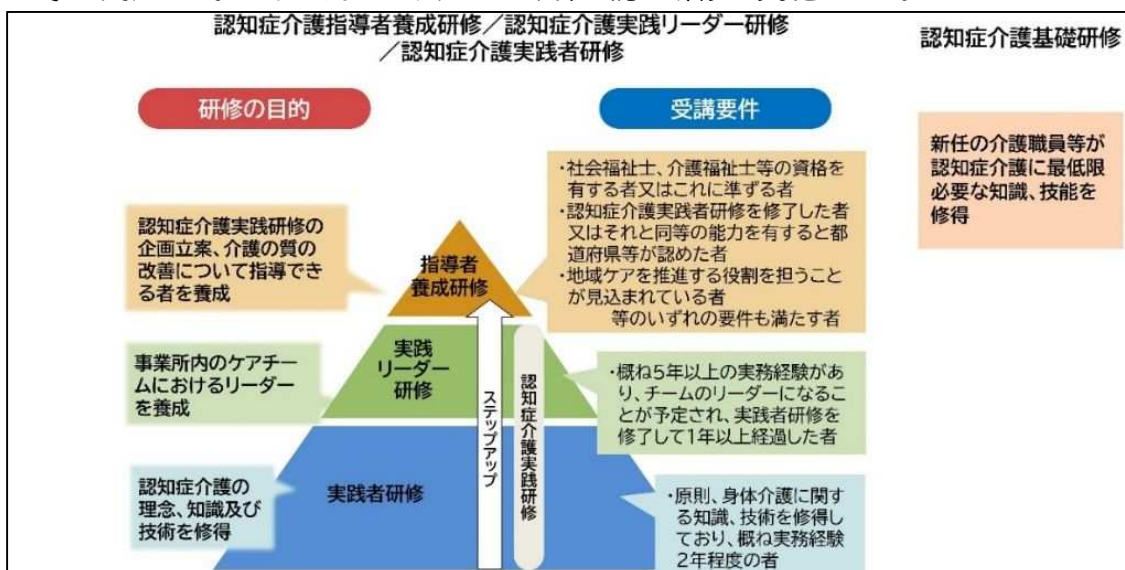 認知症介護指導者養成研修／認知症介護実践リーダー研修
／認知症介護実践者研修
認知症介護基礎研修
研修の目的
受講要件
新任の介護職員等が
認知症介護に最低限
必要な知識、技能を
修得
認知症介護実践研修の
企画立案、介護の質の
改善について指導でき
る者を養成
指導者
養成研修
・社会福祉士、介護福祉士等の資格を
有する者又はこれに準ずる者
・認知症介護実践者研修を修了した者
又はそれと同等の能力を有すると都
道府県等が認めた者
・地域ケアを推進する役割を担うこと
が見込まれている者
等のいずれの要件も満たす者
事業所内のケアチー
ムにおけるリーダー
を養成
実践
リーダー
研修
・概ね5年以上の実務経験があ
り、チームのリーダーになるこ
とが予定され、実践者研修を
修了して1年以上経過した者
ステップアップ
認知症介護実践研修
認知症介護の
理念、知識及び
技術を修得
実践者研修
・原則、身体介護に関す
る知識、技術を修得し
ており、概ね実務経験
2年程度の者